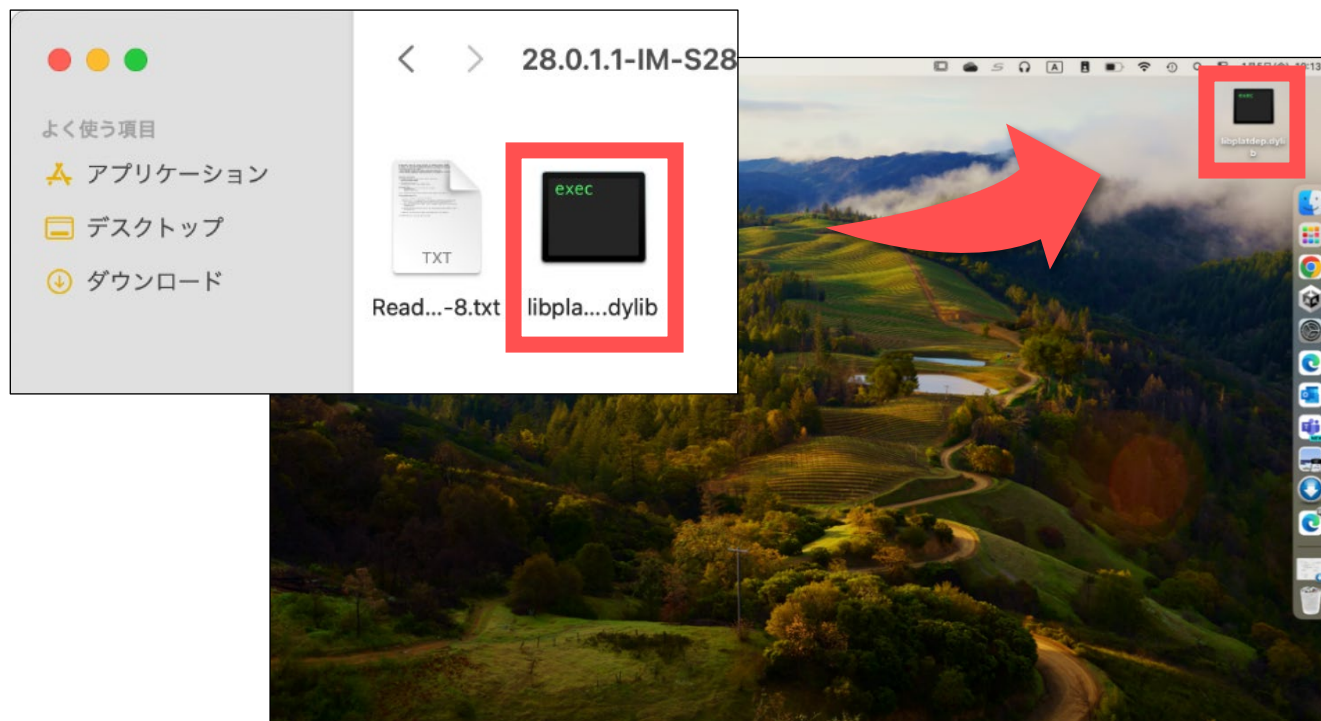 28.0.1.1-IM-S28
よく使う項目
アプリケーション
デスクトップ
ダウンロード
exec
TXT
Read...-8.txt
libpla....dylib
A
exec
libplatdep.dyli
b